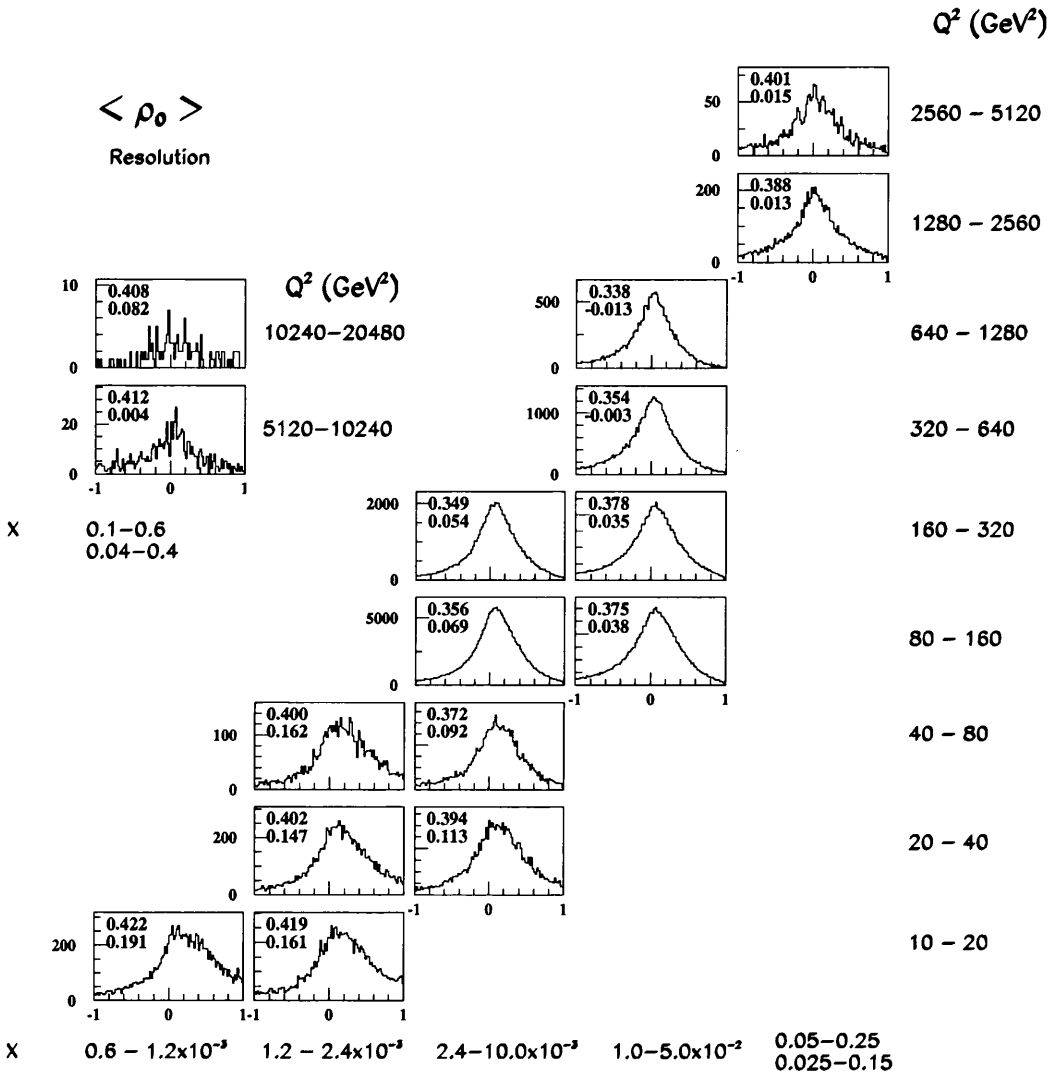 Q² (GeV²)
< ρ₀ >
Resolution
0.401
0.015
50
0
2560 – 5120
0.388
0.013
200
0
-1 0 1
1280 – 2560
Q² (GeV²)
0.408
0.082
10
0
10240–20480
0.338
-0.013
500
0
640 – 1280
0.412
0.004
20
0
-1 0 1
5120–10240
0.354
-0.003
1000
0
320 – 640
X 0.1–0.6
0.04–0.4
0.349
0.054
2000
0
0.378
0.035
160 – 320
0.356
0.069
5000
0
0.375
0.038
-1 0 1
80 – 160
0.400
0.162
100
0
0.372
0.092
40 – 80
0.402
0.147
200
0
0.394
0.113
-1 0 1
20 – 40
0.422
0.191
200
0
-1 0 1
0.419
0.161
-1 0 1
10 – 20
X 0.6 – 1.2x10⁻³ 1.2 – 2.4x10⁻³ 2.4–10.0x10⁻³ 1.0–5.0x10⁻² 0.05–0.25
0.025–0.15